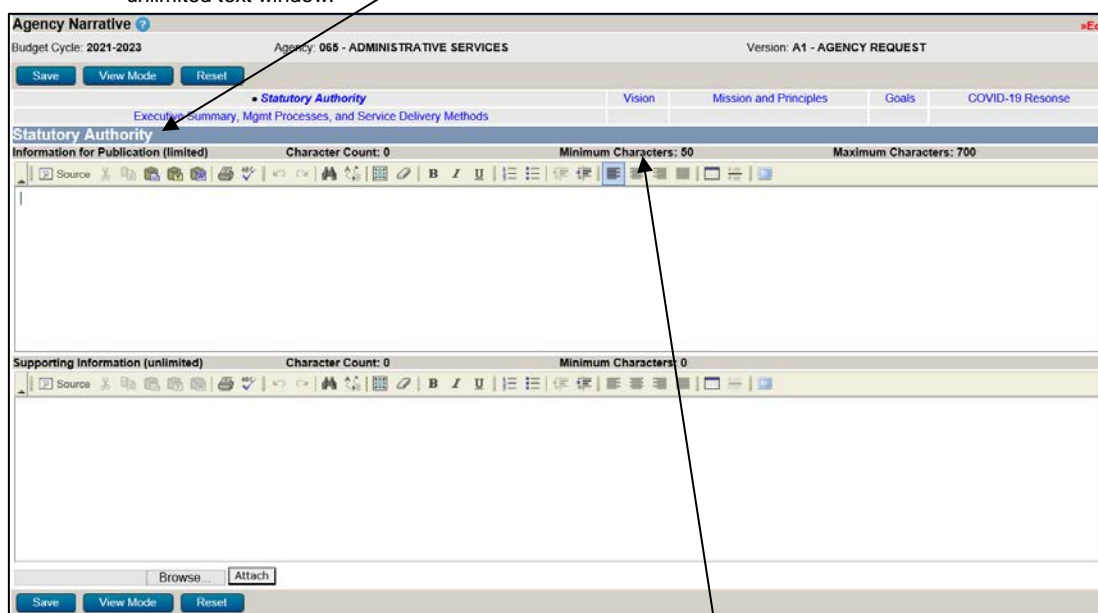 unlimited text window.
Agency Narrative ?
»Ed
Budget Cycle: 2021-2023 Agency: 065 - ADMINISTRATIVE SERVICES Version: A1 - AGENCY REQUEST
Save View Mode Reset
• Statutory Authority Vision Mission and Principles Goals COVID-19 Resonse
Executive Summary, Mgmt Processes, and Service Delivery Methods
Statutory Authority
Information for Publication (limited) Character Count: 0 Minimum Characters: 50 Maximum Characters: 700
Source B I U
Supporting Information (unlimited) Character Count: 0 Minimum Characters: 0
Source B I U
Browse... Attach
Save View Mode Reset